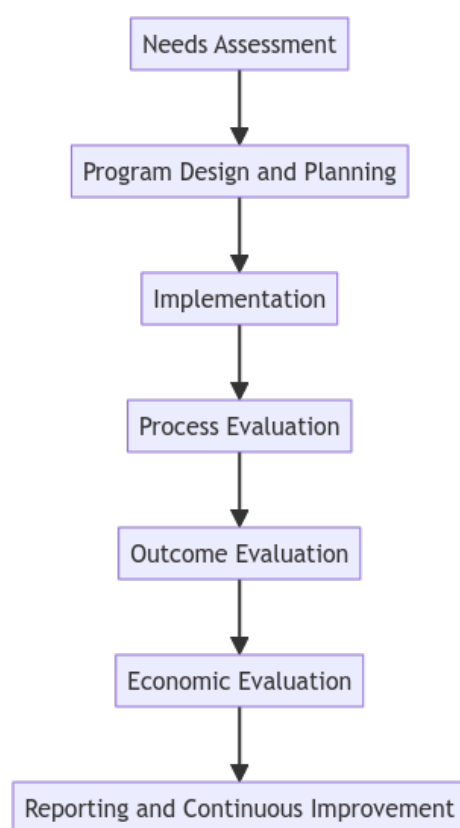 Needs Assessment
Program Design and Planning
Implementation
Process Evaluation
Outcome Evaluation
Economic Evaluation
Reporting and Continuous Improvement